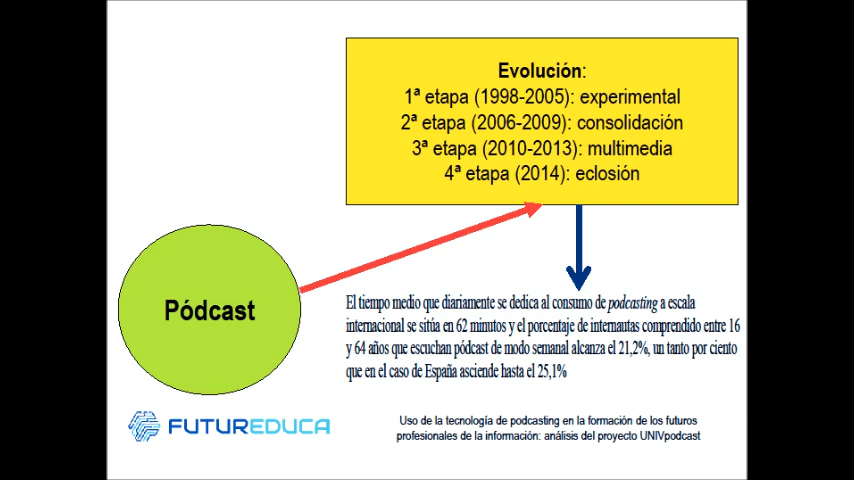 Evolución:
1ª etapa (1998-2005): experimental
2ª etapa (2006-2009): consolidación
3ª etapa (2010-2013): multimedia
4ª etapa (2014): eclosión
Pódcast
El tiempo medio que diariamente se dedica al consumo de podcasting a escala
internacional se sitúa en 62 minutos y el porcentaje de internautas comprendido entre 16
y 64 años que escuchan pódcast de modo semanal alcanza el 21,2%, un tanto por ciento
que en el caso de España asciende hasta el 25,1%
FUTUREDUCA
Uso de la tecnología de podcasting en la formación de los futuros
profesionales de la información: análisis del proyecto UNIVpodcast